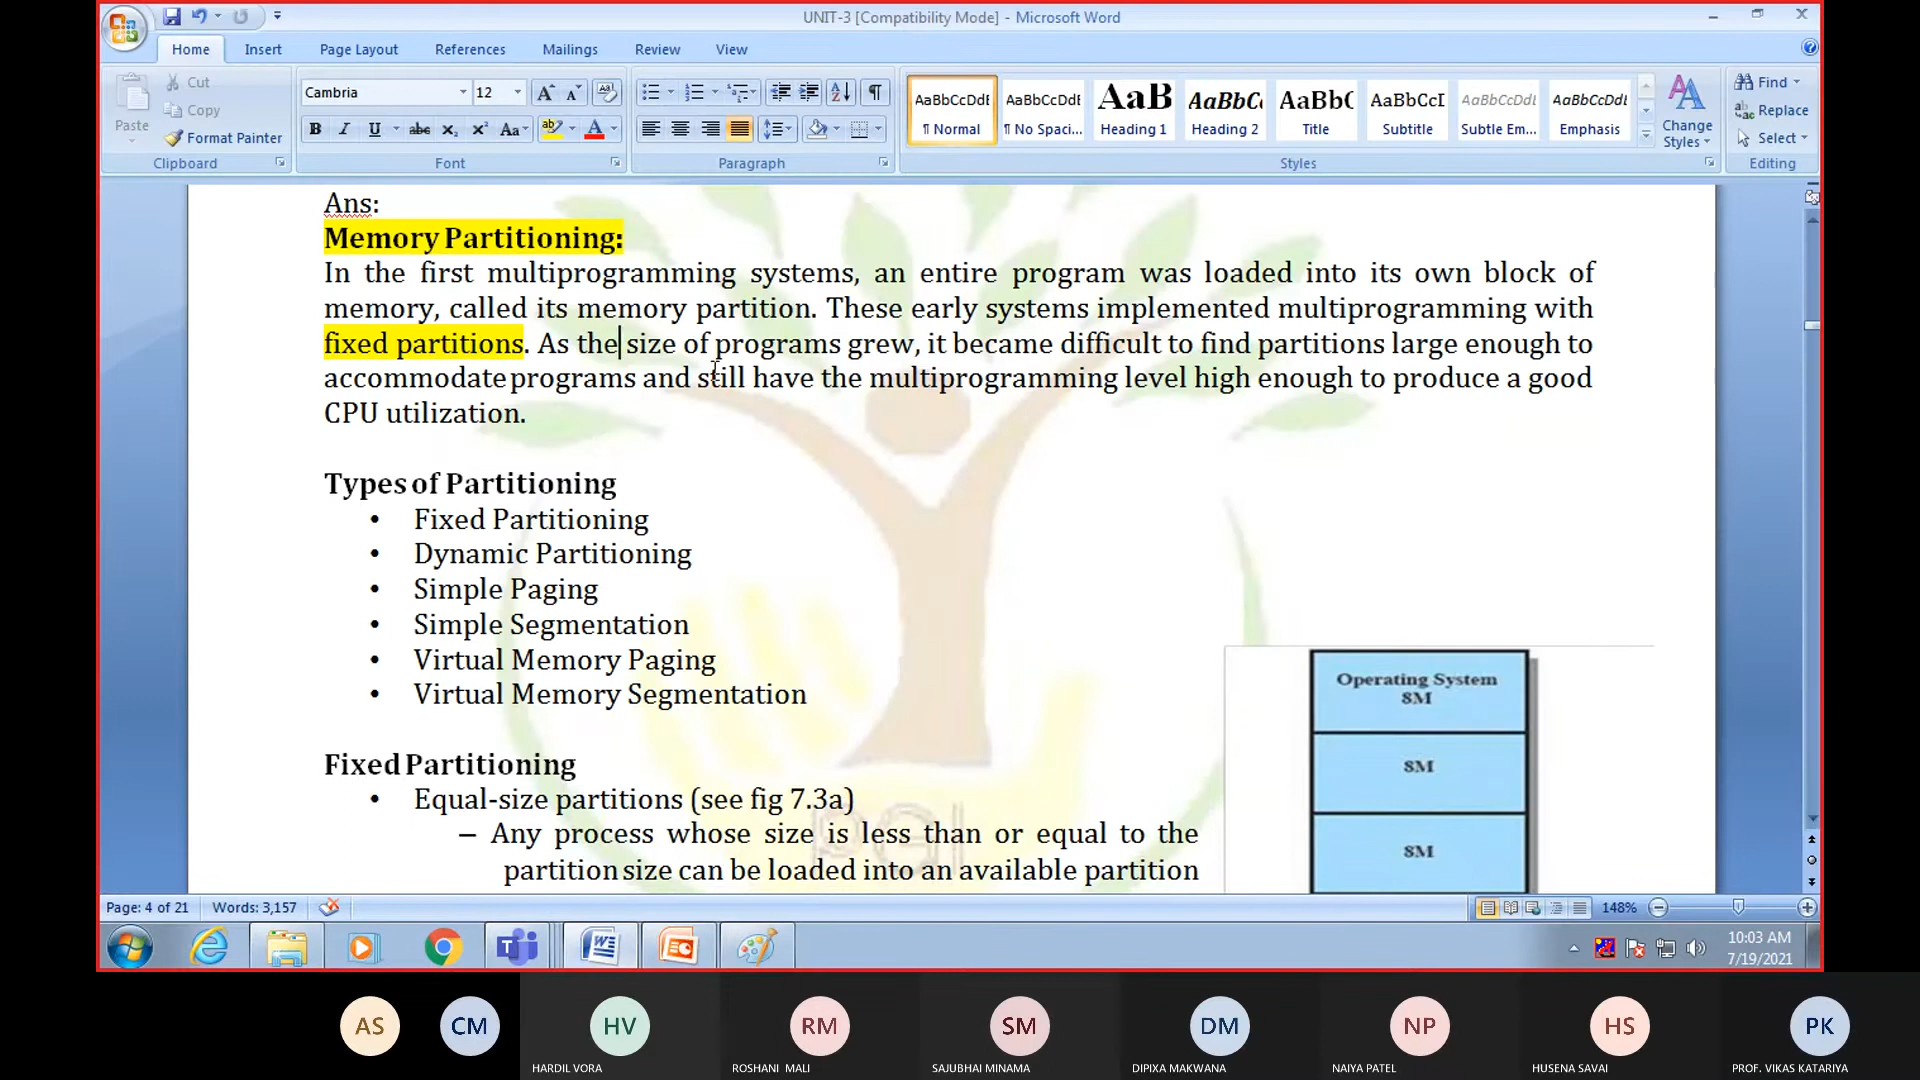 UNIT-3 [Compatibility Mode] - Microsoft Word
Home Insert Page Layout References Mailings Review View
Paste
Cut
Copy
Format Painter
Clipboard
Cambria 12
Font
Paragraph
AaBbCcDdE AaBbCcDdE AaB AaBbC AaBbC AaBbCcI AaBbCcDdE AaBbCcDdE
¶ Normal ¶ No Spaci... Heading 1 Heading 2 Title Subtitle Subtle Em... Emphasis
Styles
Change Styles
Find
Replace
Select
Editing
Ans:
Memory Partitioning:
In the first multiprogramming systems, an entire program was loaded into its own block of
memory, called its memory partition. These early systems implemented multiprogramming with
fixed partitions. As the size of programs grew, it became difficult to find partitions large enough to
accommodate programs and still have the multiprogramming level high enough to produce a good
CPU utilization.
Types of Partitioning
• Fixed Partitioning
• Dynamic Partitioning
• Simple Paging
• Simple Segmentation
• Virtual Memory Paging
• Virtual Memory Segmentation
Fixed Partitioning
• Equal-size partitions (see fig 7.3a)
– Any process whose size is less than or equal to the
partition size can be loaded into an available partition
Operating System
8M
8M
8M
Page: 4 of 21 Words: 3,157
148%
10:03 AM
7/19/2021
AS CM HV RM SM DM NP HS PK
HARDIL VORA ROSHANI MALI SAJUBHAI MINAMA DIPIXA MAKWANA NAIYA PATEL HUSENA SAVAI PROF. VIKAS KATARIYA